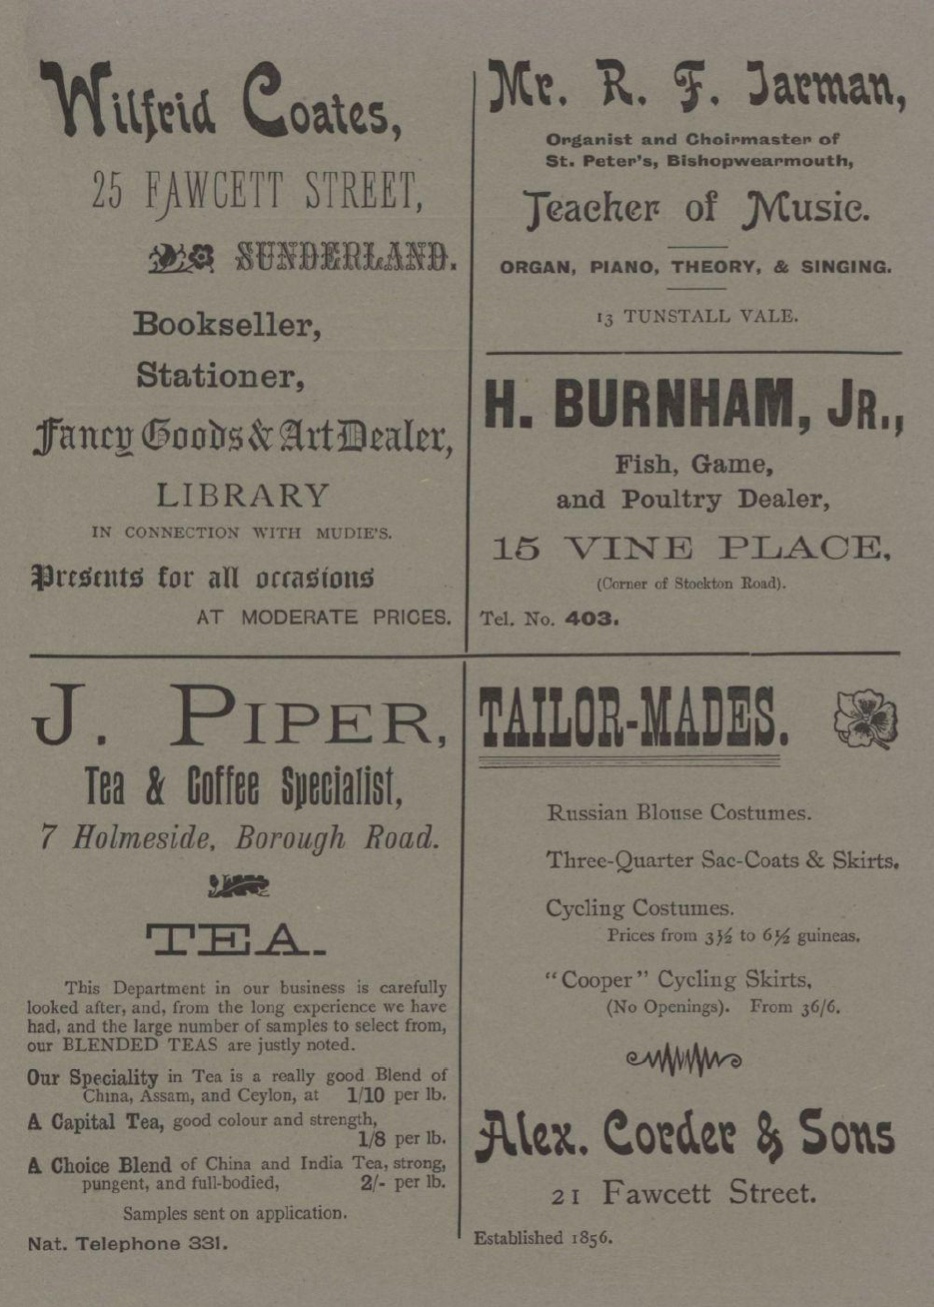 Wilfrid Coates,
25 FAWCETT STREET,
SUNDERLAND.
Bookseller,
Stationer,
Fancy Goods & Art Dealer,
LIBRARY
IN CONNECTION WITH MUDIE'S.
Presents for all occasions
AT MODERATE PRICES.
Mr. R. F. Jarman,
Organist and Choirmaster of
St. Peter's, Bishopwearmouth,
Teacher of Music.
ORGAN, PIANO, THEORY, & SINGING.
13 TUNSTALL VALE.
H. BURNHAM, JR.,
Fish, Game,
and Poultry Dealer,
15 VINE PLACE,
(Corner of Stockton Road).
Tel. No. 403.
J. PIPER,
Tea & Coffee Specialist,
7 Holmeside, Borough Road.
TEA.
This Department in our business is carefully
looked after, and, from the long experience we have
had, and the large number of samples to select from,
our BLENDED TEAS are justly noted.
Our Speciality in Tea is a really good Blend of
China, Assam, and Ceylon, at 1/10 per lb.
A Capital Tea, good colour and strength,
1/8 per lb.
A Choice Blend of China and India Tea, strong,
pungent, and full-bodied, 2/- per lb.
Samples sent on application.
Nat. Telephone 331.
TAILOR-MADES.
Russian Blouse Costumes.
Three-Quarter Sac-Coats & Skirts.
Cycling Costumes.
Prices from 3½ to 6½ guineas.
"Cooper" Cycling Skirts,
(No Openings). From 36/6.
Alex. Corder & Sons
21 Fawcett Street.
Established 1856.